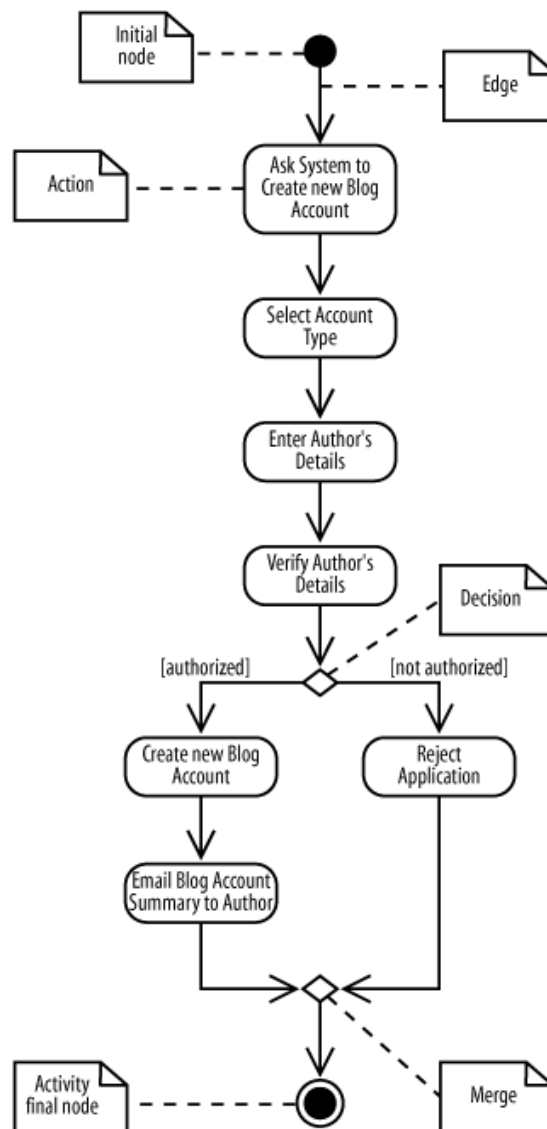 Initial
node
Edge
Ask System to
Create new Blog
Account
Action
Select Account
Type
Enter Author's
Details
Verify Author's
Details
Decision
[authorized]
[not authorized]
Create new Blog
Account
Reject
Application
Email Blog Account
Summary to Author
Activity
final node
Merge